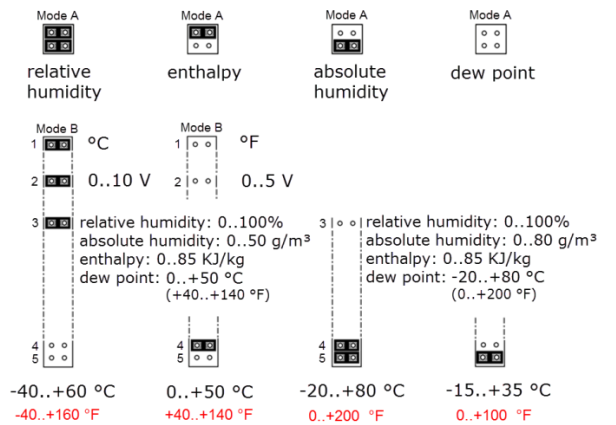 Mode A Mode A Mode A Mode A
relative humidity
enthalpy
absolute humidity
dew point
Mode B Mode B
1 °C 1 °F
2 0..10 V 2 0..5 V
3 relative humidity: 0..100%
absolute humidity: 0..50 g/m³
enthalpy: 0..85 KJ/kg
dew point: 0..+50 °C
(+40..+140 °F)
3 relative humidity: 0..100%
absolute humidity: 0..80 g/m³
enthalpy: 0..85 KJ/kg
dew point: -20..+80 °C
(0..+200 °F)
4 4 4 4
5 5 5 5
-40..+60 °C 0..+50 °C -20..+80 °C -15..+35 °C
-40..+160 °F +40..+140 °F 0..+200 °F 0..+100 °F